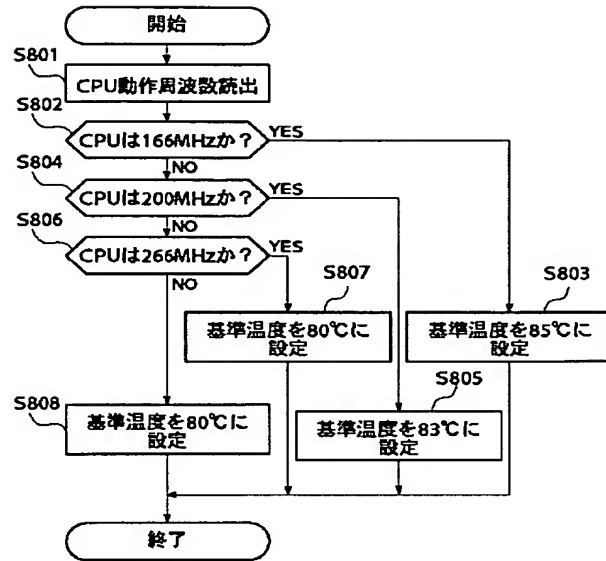 開始
S801
CPU動作周波数読出
S802
CPUは166MHzか？
YES
NO
S804
CPUは200MHzか？
YES
NO
S806
CPUは266MHzか？
YES
NO
S807
基準温度を80℃に
設定
S803
基準温度を85℃に
設定
S808
基準温度を80℃に
設定
S805
基準温度を83℃に
設定
終了